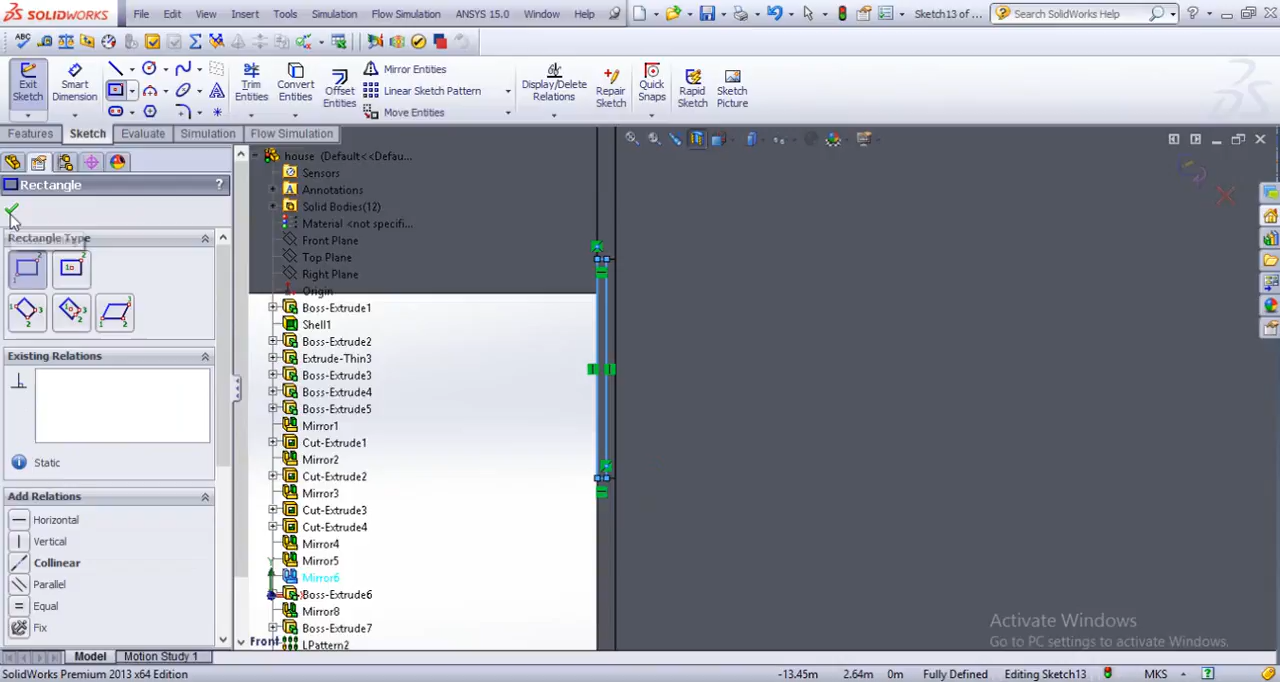 SOLIDWORKS File Edit View Insert Tools Simulation Flow Simulation ANSYS 15.0 Window Help Sketch13 of ... Search SolidWorks Help
Exit Sketch
Smart Dimension
Trim Entities
Convert Entities
Offset Entities
Mirror Entities
Linear Sketch Pattern
Move Entities
Display/Delete Relations
Repair Sketch
Quick Snaps
Rapid Sketch
Sketch Picture
Features Sketch Evaluate Simulation Flow Simulation
Rectangle ?
Rectangle Type
Existing Relations
Static
Add Relations
Horizontal
Vertical
Collinear
Parallel
Equal
Fix
house (Default<<Defau...
Sensors
Annotations
Solid Bodies(12)
Material <not specifi...
Front Plane
Top Plane
Right Plane
Origin
Boss-Extrude1
Shell1
Boss-Extrude2
Extrude-Thin3
Boss-Extrude3
Boss-Extrude4
Boss-Extrude5
Mirror1
Cut-Extrude1
Mirror2
Cut-Extrude2
Mirror3
Cut-Extrude3
Cut-Extrude4
Mirror4
Mirror5
Mirror6
Boss-Extrude6
Mirror8
Boss-Extrude7
LPattern2
Front
Y
Activate Windows
Go to PC settings to activate Windows.
Model Motion Study 1
SolidWorks Premium 2013 x64 Edition -13.45m 2.64m 0m Fully Defined Editing Sketch13 MKS